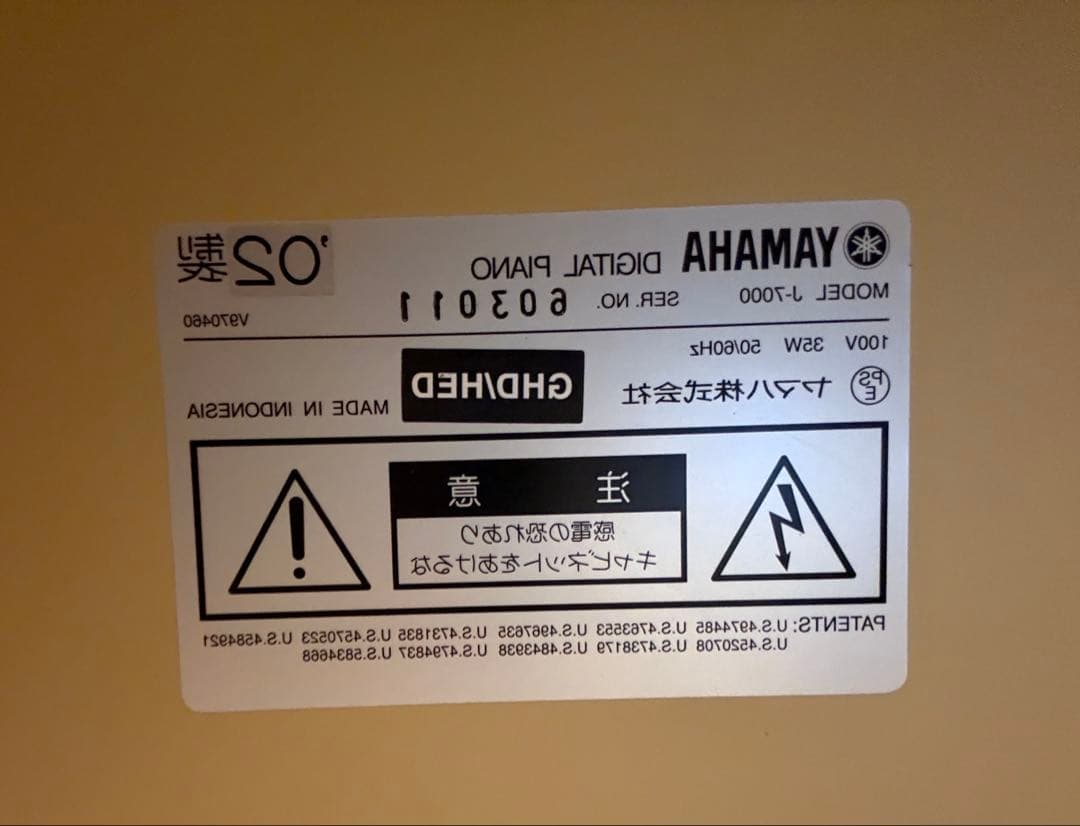 YAMAHA DIGITAL PIANO '02製
MODEL J-7000 SER. NO. 603011
V970460
100V 35W 50/60Hz
PS E ヤマハ株式会社 GHD/HED MADE IN INDONESIA
注意
感電の恐れあり
キャビネットをあけるな
PATENTS: U.S.4974485 U.S.4763553 U.S.4967635 U.S.4731835 U.S.4570523 U.S.4584921
U.S.4520708 U.S.4738179 U.S.4843938 U.S.4794837 U.S.5834668